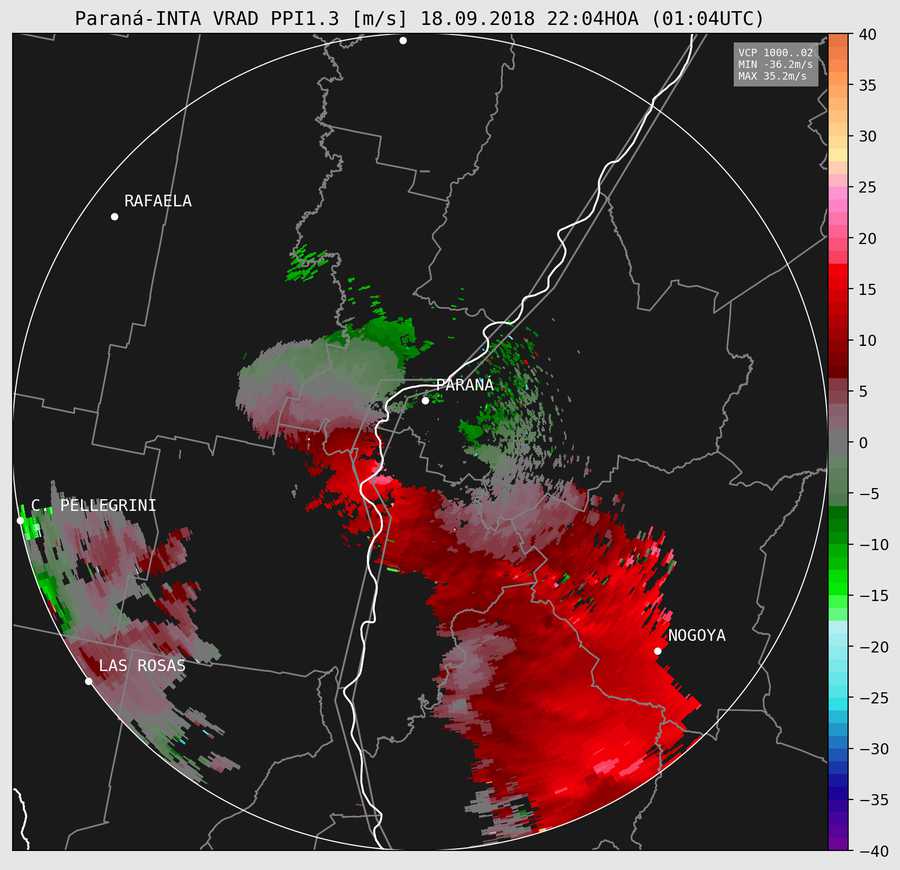 Paraná-INTA VRAD PPI1.3 [m/s] 18.09.2018 22:04HOA (01:04UTC)
VCP 1000..02
MIN -36.2m/s
MAX 35.2m/s
RAFAELA
PARANÁ
C. PELLEGRINI
LAS ROSAS
NOGOYA
40
35
30
25
20
15
10
5
0
−5
−10
−15
−20
−25
−30
−35
−40